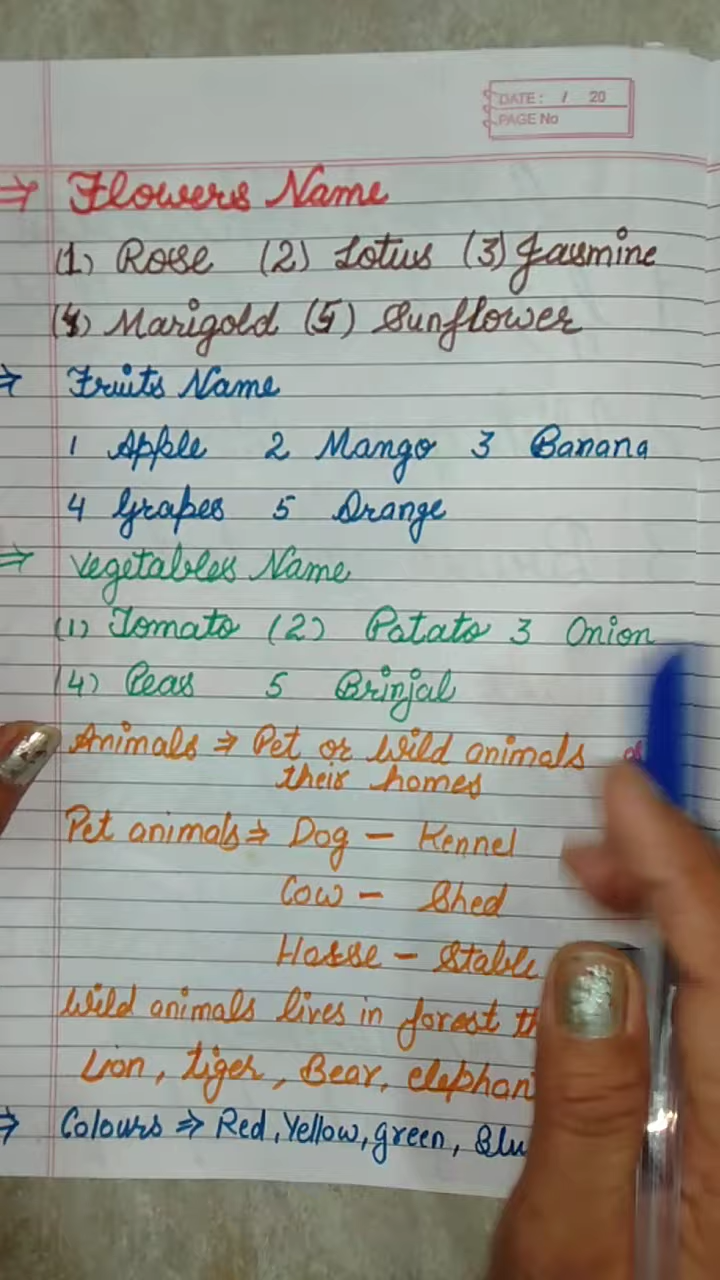 DATE : / 20
PAGE No
⇒ Flowers Name
(1) Rose (2) Lotus (3) Jasmine
(4) Marigold (5) Sunflower
⇒ Fruits Name
1 Apple 2 Mango 3 Banana
4 Grapes 5 Orange
⇒ Vegetables Name
(1) Tomato (2) Potato 3 Onion
(4) Peas 5 Brinjal
Animals ⇒ Pet or Wild animals
their homes
Pet animals ⇒ Dog – Kennel
Cow – Shed
Horse – Stable
Wild animals lives in forest
Lion, tiger, Bear, elephan
⇒ Colours ⇒ Red, Yellow, green, Blu